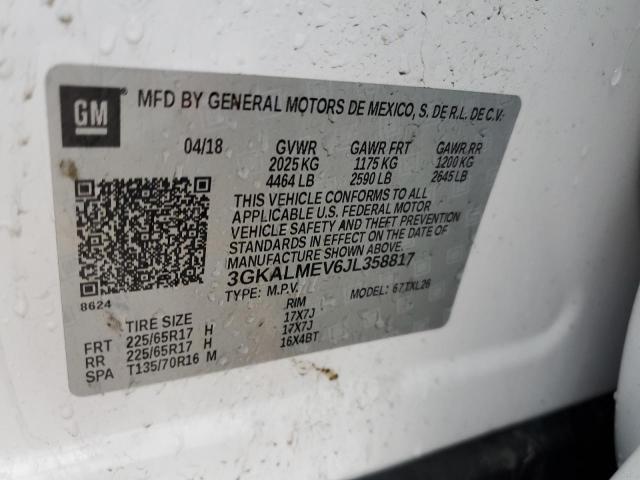 GM® MFD BY GENERAL MOTORS DE MEXICO, S. DE R.L. DE C.V.
04/18 GVWR GAWR FRT GAWR RR
2025 KG 1175 KG 1200 KG
4464 LB 2590 LB 2645 LB
THIS VEHICLE CONFORMS TO ALL
APPLICABLE U.S. FEDERAL MOTOR
VEHICLE SAFETY AND THEFT PREVENTION
STANDARDS IN EFFECT ON THE DATE OF
MANUFACTURE SHOWN ABOVE.
3GKALMEV6JL358817
8624
TYPE: M.P.V. MODEL: 67TXL26
TIRE SIZE RIM
FRT 225/65R17 H 17X7J
RR 225/65R17 H 17X7J
SPA T135/70R16 M 16X4BT